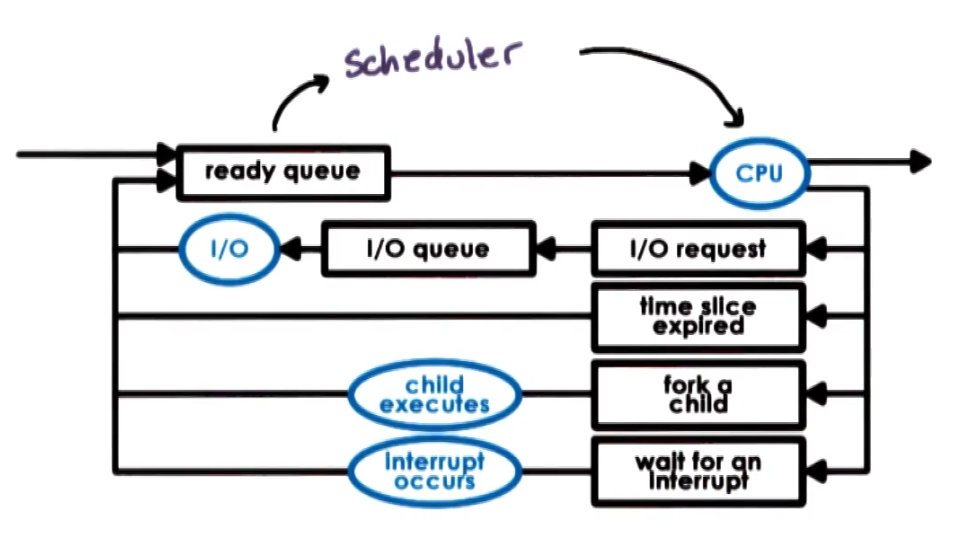 scheduler
ready queue
CPU
I/O
I/O queue
I/O request
time slice
expired
child
executes
fork a
child
interrupt
occurs
wait for an
interrupt